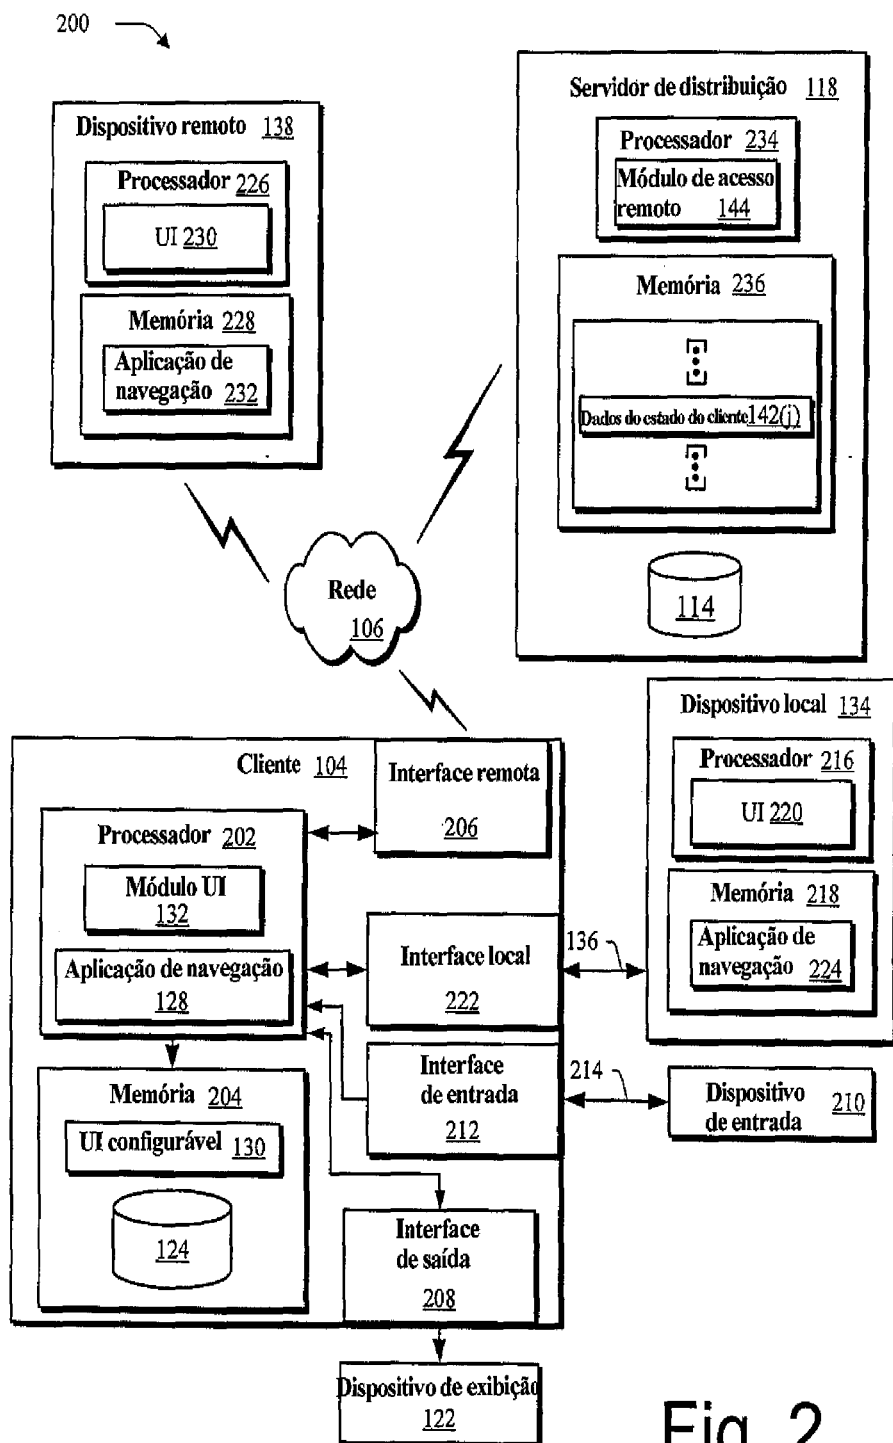 200
Dispositivo remoto 138
Processador
226
UI 230
Memória 228
Aplicação de
navegação 232
Servidor de distribuição 118
Processador 234
Módulo de acesso
remoto 144
Memória 236
Dados do estado do cliente 142(j)
114
Rede
106
Cliente 104
Interface remota
206
Processador 202
Módulo UI
132
Aplicação de navegação
128
Interface local
222
136
Interface
de entrada
212
214
Memória 204
UI configurável 130
124
Interface
de saída
208
Dispositivo de exibição
122
Dispositivo local 134
Processador 216
UI 220
Memória 218
Aplicação de
navegação 224
Dispositivo
de entrada 210
Fig. 2